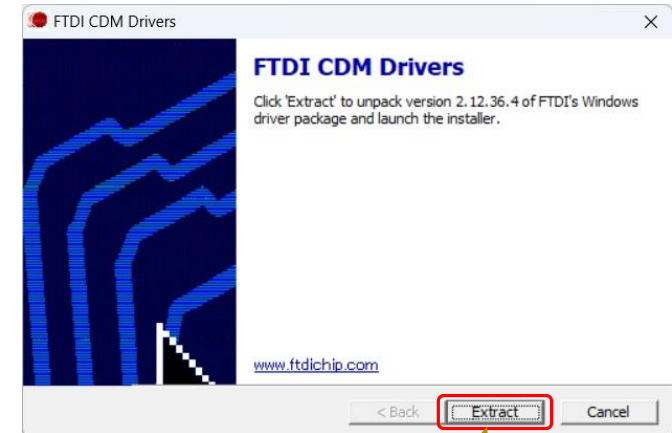 FTDI CDM Drivers
FTDI CDM Drivers
Click 'Extract' to unpack version 2.12.36.4 of FTDI's Windows
driver package and launch the installer.
www.ftdichip.com
< Back Extract Cancel